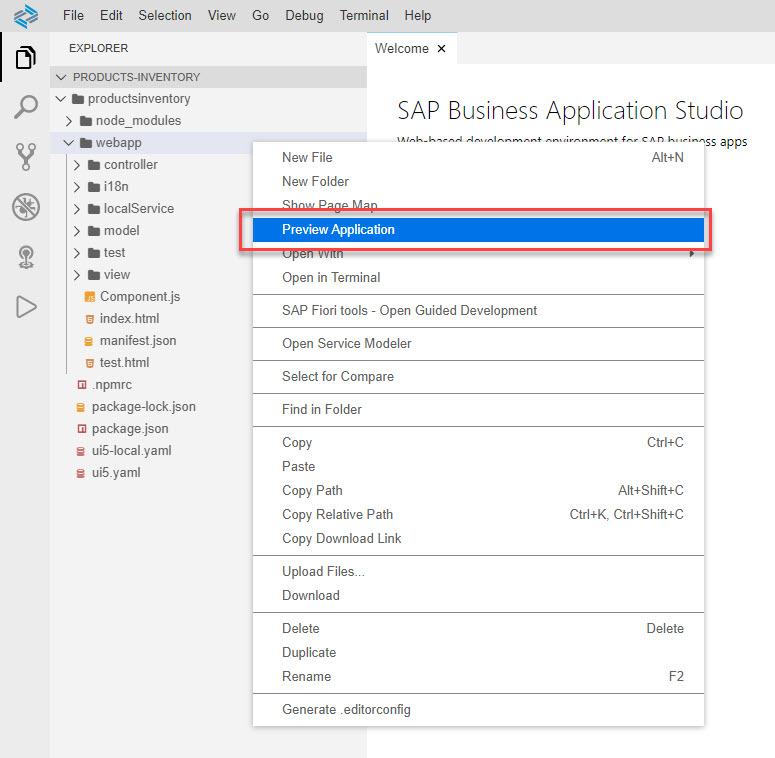 File Edit Selection View Go Debug Terminal Help
EXPLORER
Welcome ×
PRODUCTS-INVENTORY
productsinventory
node_modules
webapp
controller
i18n
localService
model
test
view
Component.js
index.html
manifest.json
test.html
.npmrc
package-lock.json
package.json
ui5-local.yaml
ui5.yaml
SAP Business Application Studio
Web-based development environment for SAP business apps
New File Alt+N
New Folder
Show Page Map
Preview Application
Open With
Open in Terminal
SAP Fiori tools - Open Guided Development
Open Service Modeler
Select for Compare
Find in Folder
Copy Ctrl+C
Paste
Copy Path Alt+Shift+C
Copy Relative Path Ctrl+K, Ctrl+Shift+C
Copy Download Link
Upload Files...
Download
Delete Delete
Duplicate
Rename F2
Generate .editorconfig